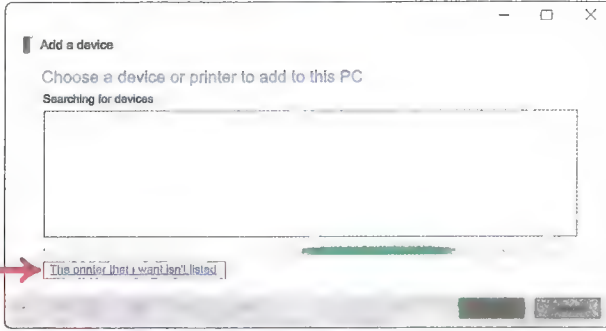 Add a device
Choose a device or printer to add to this PC
Searching for devices
The printer that I want isn't listed